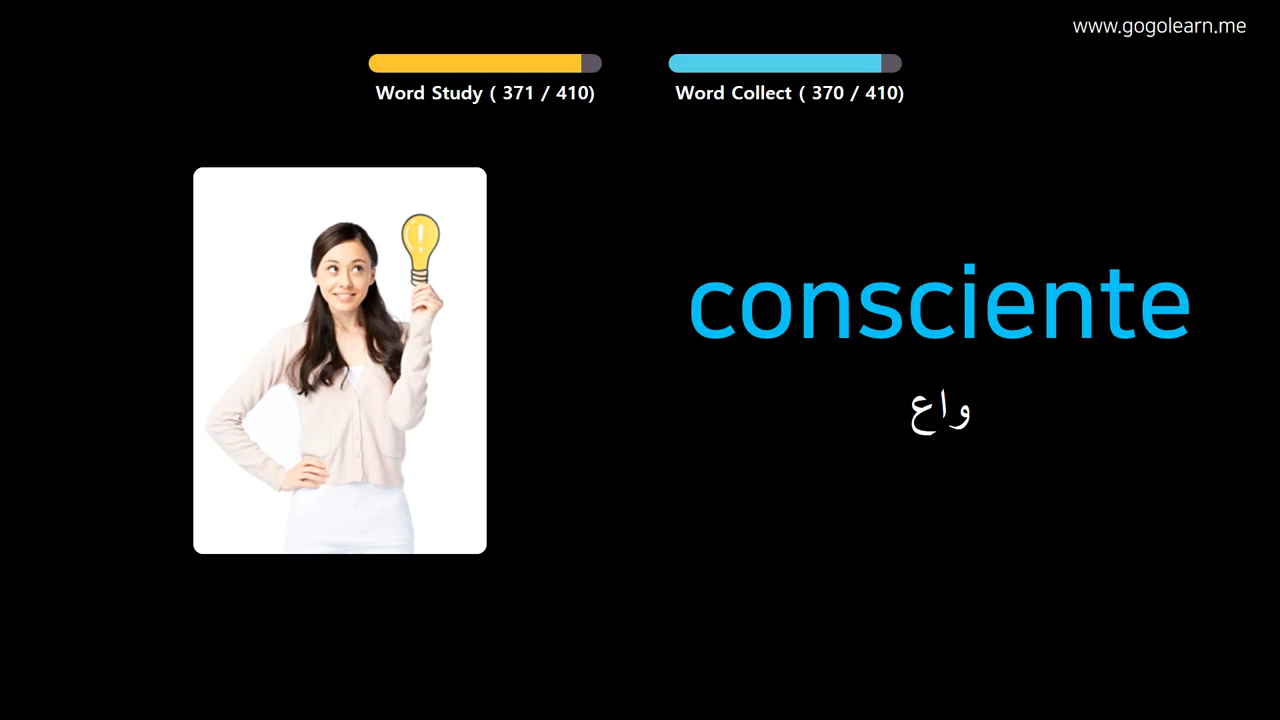 www.gogolearn.me
Word Study ( 371 / 410)
Word Collect ( 370 / 410)
consciente
واع